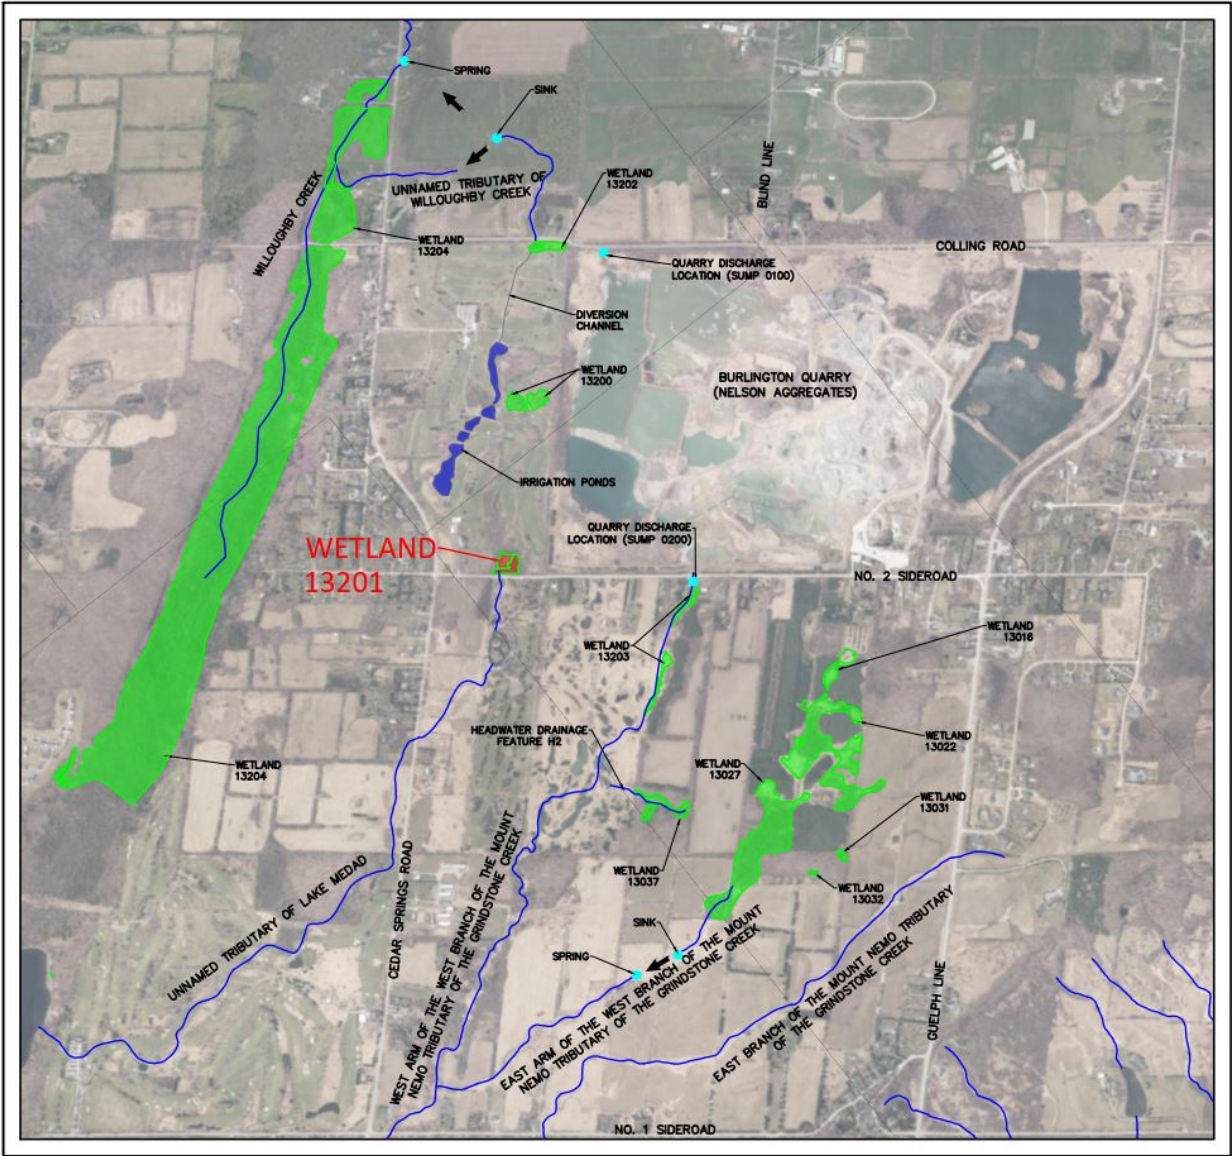 SPRING
SINK
BLIND LINE
UNNAMED TRIBUTARY OF
WILLOUGHBY CREEK
WETLAND
13202
WILLOUGHBY CREEK
WETLAND
13204
COLLING ROAD
QUARRY DISCHARGE
LOCATION (SUMP 0100)
DIVERSION
CHANNEL
WETLAND
13200
BURLINGTON QUARRY
(NELSON AGGREGATES)
IRRIGATION PONDS
QUARRY DISCHARGE
LOCATION (SUMP 0200)
WETLAND
13201
NO. 2 SIDEROAD
WETLAND
13016
WETLAND
13203
HEADWATER DRAINAGE
FEATURE H2
WETLAND
13022
WETLAND
13204
WETLAND
13027
WETLAND
13031
WETLAND
13037
WETLAND
13032
UNNAMED TRIBUTARY OF LAKE MEDAD
CEDAR SPRINGS ROAD
WEST ARM OF THE WEST BRANCH OF THE MOUNT
NEMO TRIBUTARY OF THE GRINDSTONE CREEK
SINK
SPRING
EAST ARM OF THE WEST BRANCH OF THE MOUNT
NEMO TRIBUTARY OF THE GRINDSTONE CREEK
EAST BRANCH OF THE MOUNT NEMO TRIBUTARY
OF THE GRINDSTONE CREEK
GUELPH LINE
NO. 1 SIDEROAD